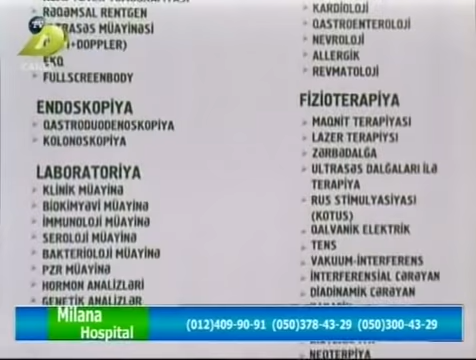 RƏQƏMSAL RENTGEN
MÜAYİNƏSİ
+DOPPLER)
EKQ
FULLSCREENBODY
ENDOSKOPİYA
QASTRODUODENOSKOPİYA
KOLONOSKOPİYA
LABORATORİYA
KLİNİK MÜAYİNƏ
BİOKİMYƏVİ MÜAYİNƏ
İMMUNOLOJİ MÜAYİNƏ
SEROLOJİ MÜAYİNƏ
BAKTERİOLOJİ MÜAYİNƏ
PZR MÜAYİNƏ
HORMON ANALİZLƏRİ
GENETİK ANALİZLƏR
KARDİOLOJİ
QASTROENTEROLOJİ
NEVROLOJİ
ALLERGİK
REVMATOLOJİ
FİZİOTERAPİYA
MAQNİT TERAPİYASI
LAZER TERAPİYSI
ZƏRBƏDALĞA
ULTRASƏS DALĞALARI İLƏ
TERAPİYA
RUS STİMULYASİYASI
(KOTUS)
QALVANİK ELEKTRİK
TENS
VAKUUM-İNTERFERENS
İNTERFERENSİAL CƏRƏYAN
DİADİNAMİK CƏRƏYAN
NEOTERPİYA
Milana
Hospital
(012)409-90-91 (050)378-43-29 (050)300-43-29